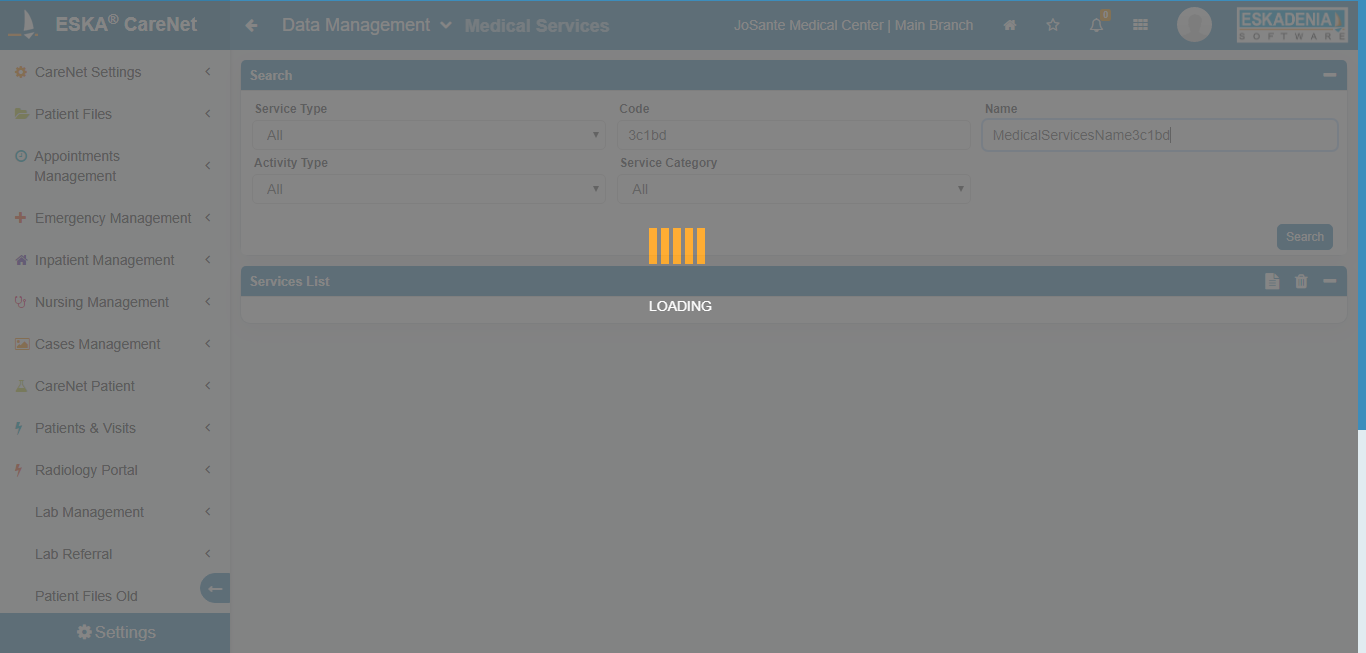 ESKA® CareNet
Data Management Medical Services
JoSante Medical Center | Main Branch
0
ESKADENIA
SOFTWARE
CareNet Settings
Patient Files
Appointments
Management
Emergency Management
Inpatient Management
Nursing Management
Cases Management
CareNet Patient
Patients & Visits
Radiology Portal
Lab Management
Lab Referral
Patient Files Old
Settings
Search
Service Type Code Name
All 3c1bd MedicalServicesName3c1bd
Activity Type Service Category
All All
Search
Services List
LOADING